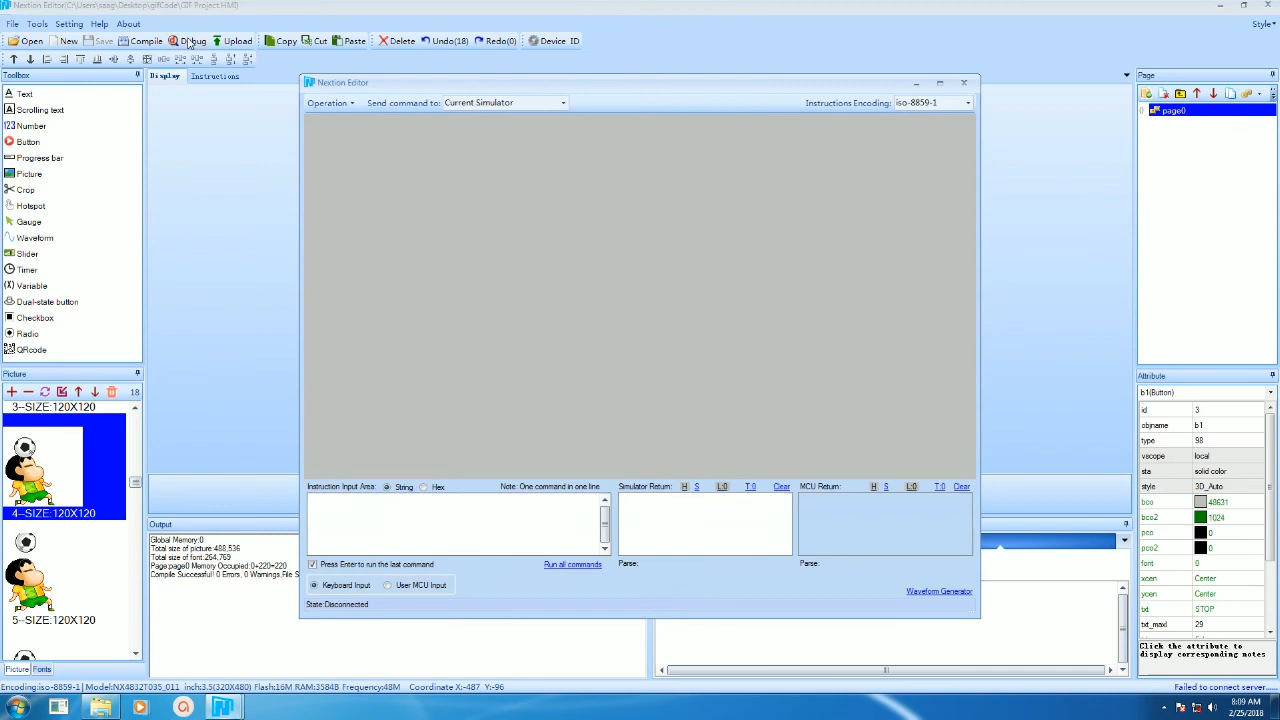 Nextion Editor(C:\Users\saag\Desktop\gifCode\GIF Project.HMI)
File Tools Setting Help About Style
Open New Save Compile Debug Upload Copy Cut Paste Delete Undo(18) Redo(0) Device ID
Toolbox
Text
Scrolling text
123 Number
Button
Progress bar
Picture
Crop
Hotspot
Gauge
Waveform
Slider
Timer
(x) Variable
Dual-state button
Checkbox
Radio
QRcode
Picture
18
3--SIZE:120X120
4--SIZE:120X120
5--SIZE:120X120
Picture Fonts
Display Instructions
Nextion Editor
Operation Send command to: Current Simulator Instructions Encoding: iso-8859-1
Instruction Input Area: String Hex Note: One command in one line
Simulator Return: H S L:0 T:0 Clear
MCU Return: H S L:0 T:0 Clear
Press Enter to run the last command Run all commands
Parse:
Parse:
Keyboard Input User MCU Input
Waveform Generator
State:Disconnected
Output
Global Memory:0
Total size of picture:488,536
Total size of font:264,769
Page:page0 Memory Occupied:0+220=220
Compile Successful! 0 Errors, 0 Warnings,File S
Page
0 page0
Attribute
b1(Button)
id 3
objname b1
type 98
vscope local
sta solid color
style 3D_Auto
bco 48631
bco2 1024
pco 0
pco2 0
font 0
xcen Center
ycen Center
txt STOP
txt_maxl 29
Click the attribute to
display corresponding notes
Encoding:iso-8859-1 Model:NX4832T035_011 inch:3.5(320X480) Flash:16M RAM:3584B Frequency:48M Coordinate X:-487 Y:-96 Failed to connect server......
8:09 AM
2/25/2018